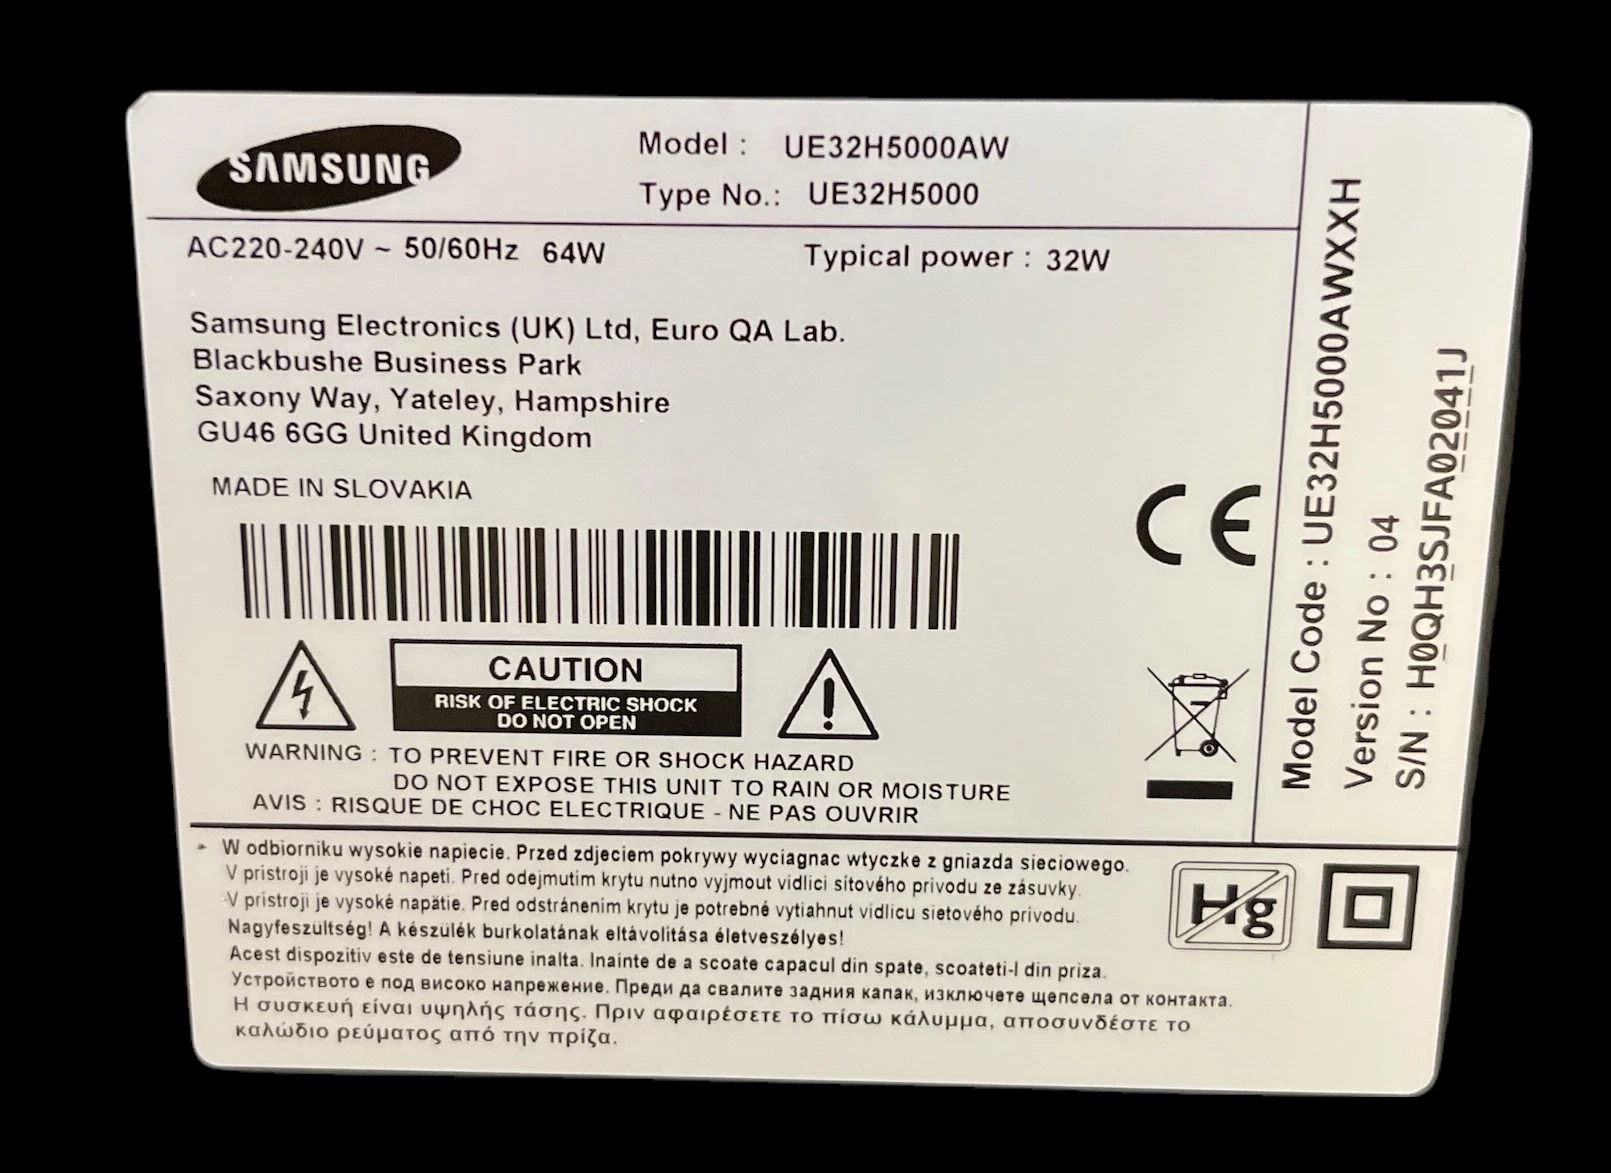 SAMSUNG
Model : UE32H5000AW
Type No.: UE32H5000
AC220-240V ~ 50/60Hz 64W
Typical power : 32W
Samsung Electronics (UK) Ltd, Euro QA Lab.
Blackbushe Business Park
Saxony Way, Yateley, Hampshire
GU46 6GG United Kingdom
MADE IN SLOVAKIA
CE
CAUTION
RISK OF ELECTRIC SHOCK
DO NOT OPEN
WARNING : TO PREVENT FIRE OR SHOCK HAZARD
DO NOT EXPOSE THIS UNIT TO RAIN OR MOISTURE
AVIS : RISQUE DE CHOC ELECTRIQUE - NE PAS OUVRIR
Model Code : UE32H5000AWXXH
Version No : 04
S/N : H0QH3SJFA02041J
W odbiorniku wysokie napiecie. Przed zdjeciem pokrywy wyciagnac wtyczke z gniazda sieciowego.
V pristroji je vysoké napeti. Pred odejmutím krytu nutno vyjmout vidlici sítového prívodu ze zásuvky.
V prístroji je vysoké napätie. Pred odstránením krytu je potrebné vytiahnut vidlicu sietového prívodu.
Nagyfeszültség! A készülék burkolatának eltávolitása életveszélyes!
Acest dispozitiv este de tensiune inalta. Inainte de a scoate capacul din spate, scoateti-l din priza.
Устройството е под високо напрежение. Преди да свалите задния капак, изключете щепсела от контакта.
Η συσκευή είναι υψηλής τάσης. Πριν αφαιρέσετε το πίσω κάλυμμα, αποσυνδέστε το
καλώδιο ρεύματος από την πρίζα.
Hg